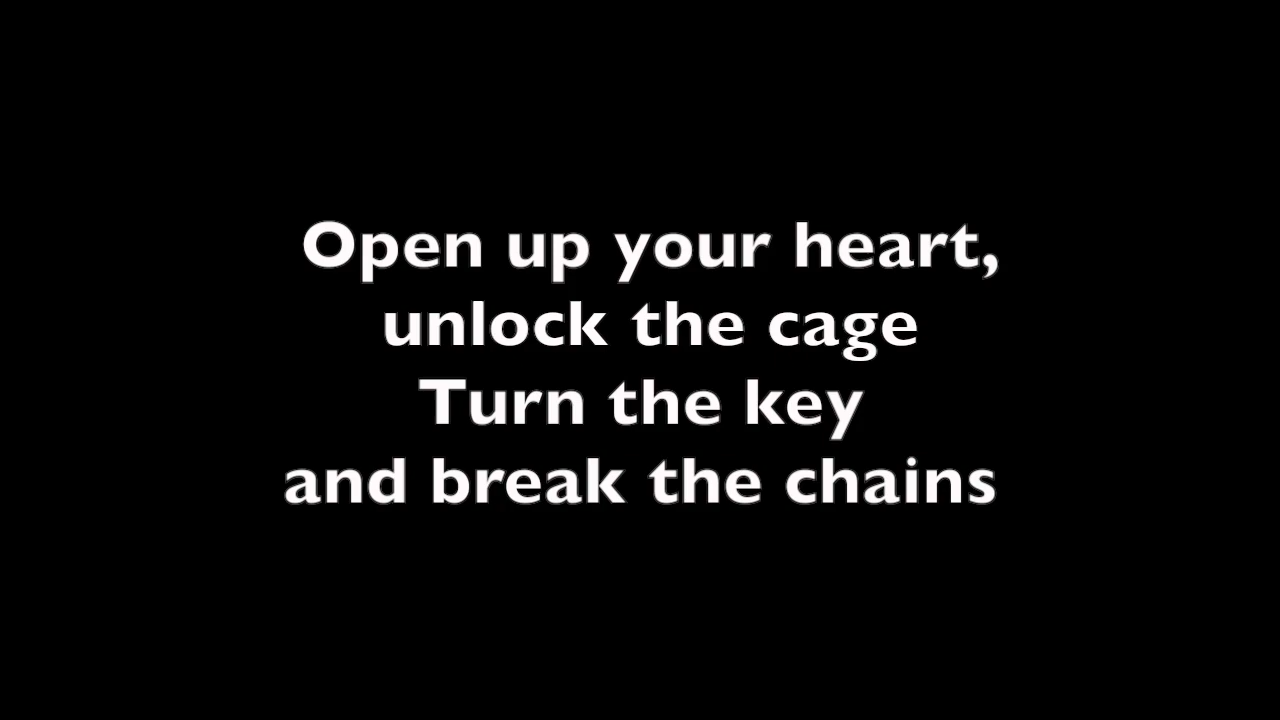 Open up your heart,
unlock the cage
Turn the key
and break the chains